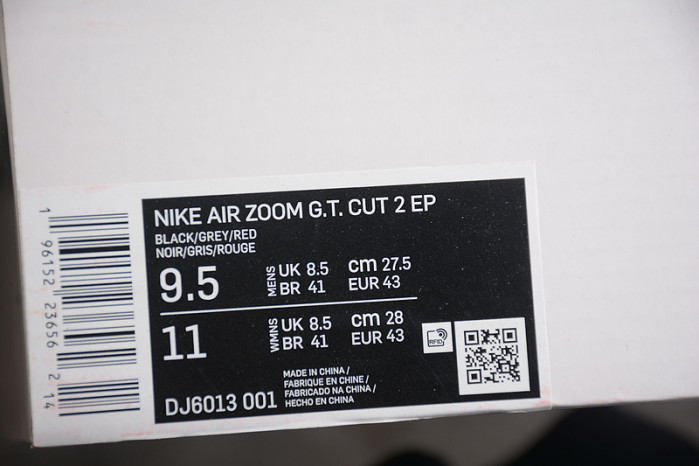 NIKE AIR ZOOM G.T. CUT 2 EP
BLACK/GREY/RED
NOIR/GRIS/ROUGE
9.5 MENS UK 8.5 cm 27.5
BR 41 EUR 43
11 WMNS UK 8.5 cm 28
BR 41 EUR 43
RFID
MADE IN CHINA /
FABRIQUE EN CHINE /
FABRICADO NA CHINA /
HECHO EN CHINA
DJ6013 001
1 96152 23656 2 14